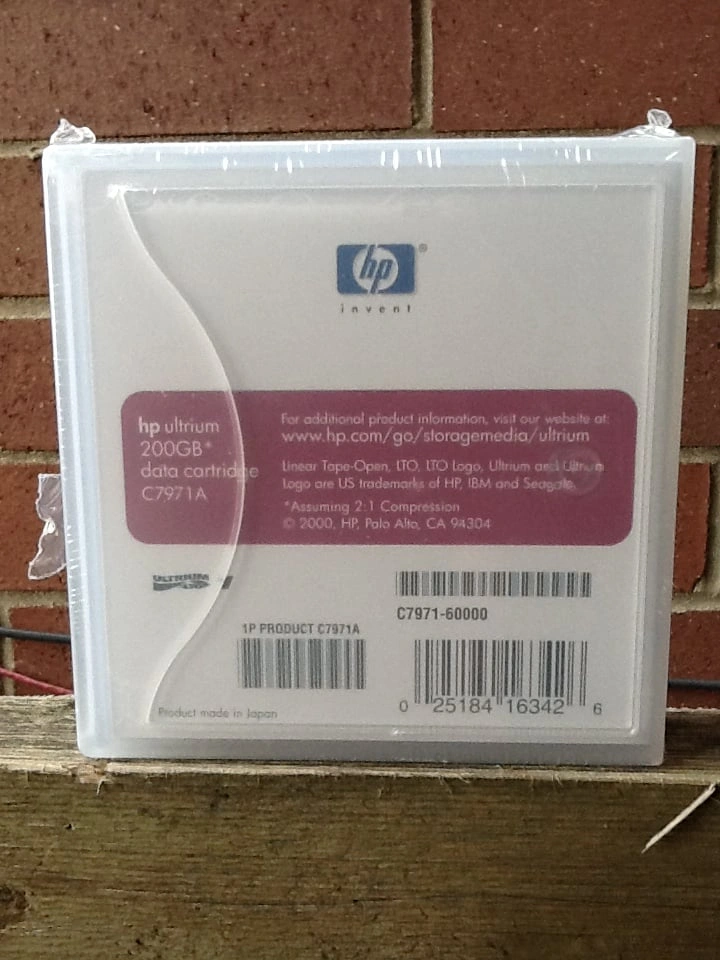 hp ®
invent
hp ultrium
200GB*
data cartridge
C7971A
For additional product information, visit our website at:
www.hp.com/go/storagemedia/ultrium
Linear Tape-Open, LTO, LTO Logo, Ultrium and Ultrium
Logo are US trademarks of HP, IBM and Seagate.
*Assuming 2:1 Compression
© 2000, HP, Palo Alto, CA 94304
ULTRIUM
LTO
C7971-60000
1P PRODUCT C7971A
0 25184 16342 6
Product made in Japan